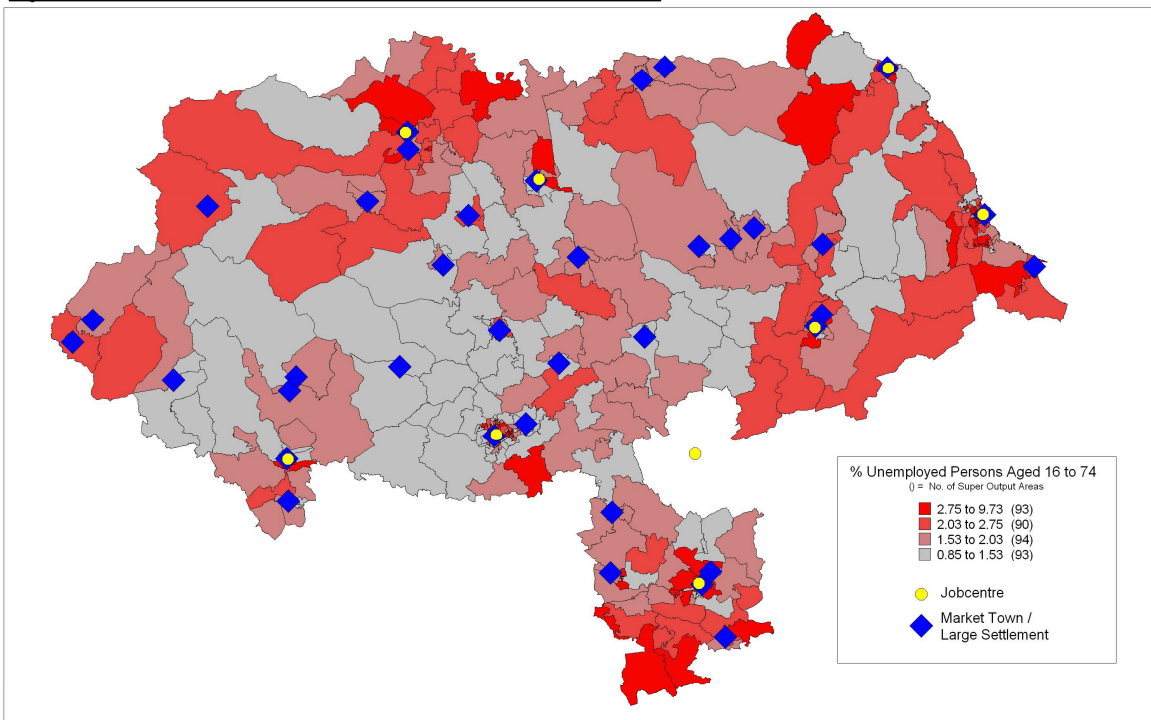 % Unemployed Persons Aged 16 to 74
() = No. of Super Output Areas
2.75 to 9.73 (93)
2.03 to 2.75 (90)
1.53 to 2.03 (94)
0.85 to 1.53 (93)
Jobcentre
Market Town /
Large Settlement